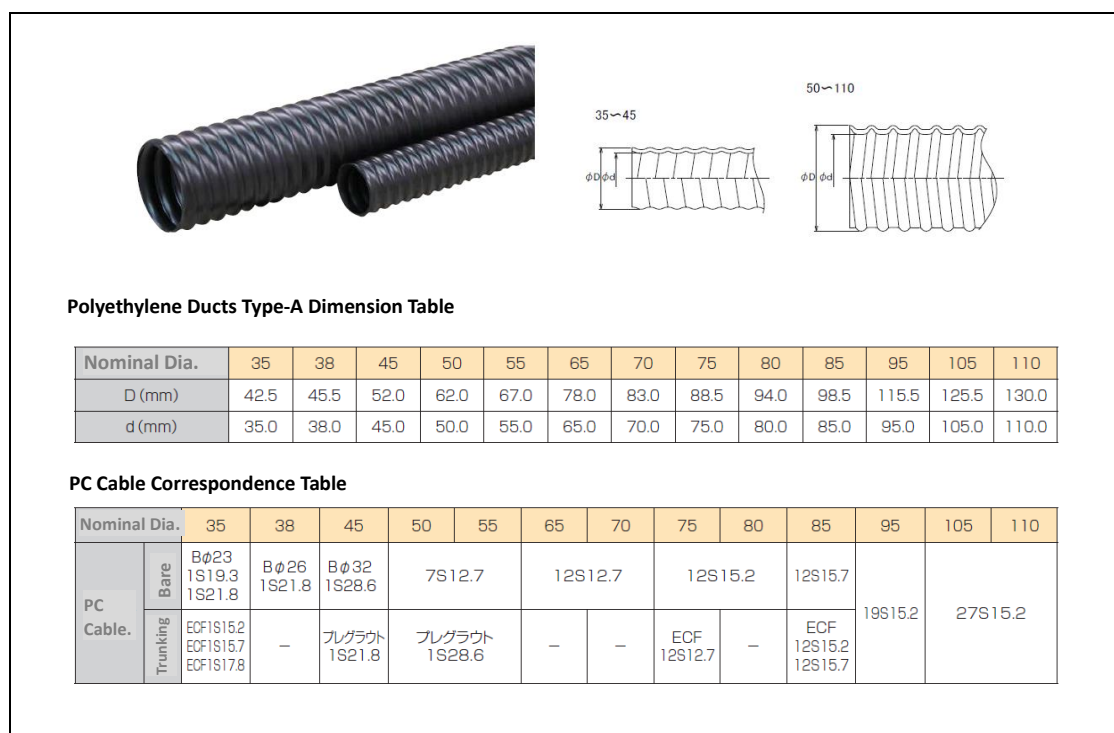 50〜110
35〜45
φD φd
φD φd
Polyethylene Ducts Type-A Dimension Table
Nominal Dia. 35 38 45 50 55 65 70 75 80 85 95 105 110
D(mm) 42.5 45.5 52.0 62.0 67.0 78.0 83.0 88.5 94.0 98.5 115.5 125.5 130.0
d(mm) 35.0 38.0 45.0 50.0 55.0 65.0 70.0 75.0 80.0 85.0 95.0 105.0 110.0
PC Cable Correspondence Table
Nominal Dia. 35 38 45 50 55 65 70 75 80 85 95 105 110
PC
Cable.
Bare
Bφ23
1S19.3
1S21.8
Bφ26
1S21.8
Bφ32
1S28.6
7S12.7
12S12.7
12S15.2
12S15.7
19S15.2
27S15.2
Trunking
ECF1S15.2
ECF1S15.7
ECF1S17.8
−
プレグラウト
1S21.8
プレグラウト
1S28.6
−
−
ECF
12S12.7
−
ECF
12S15.2
12S15.7